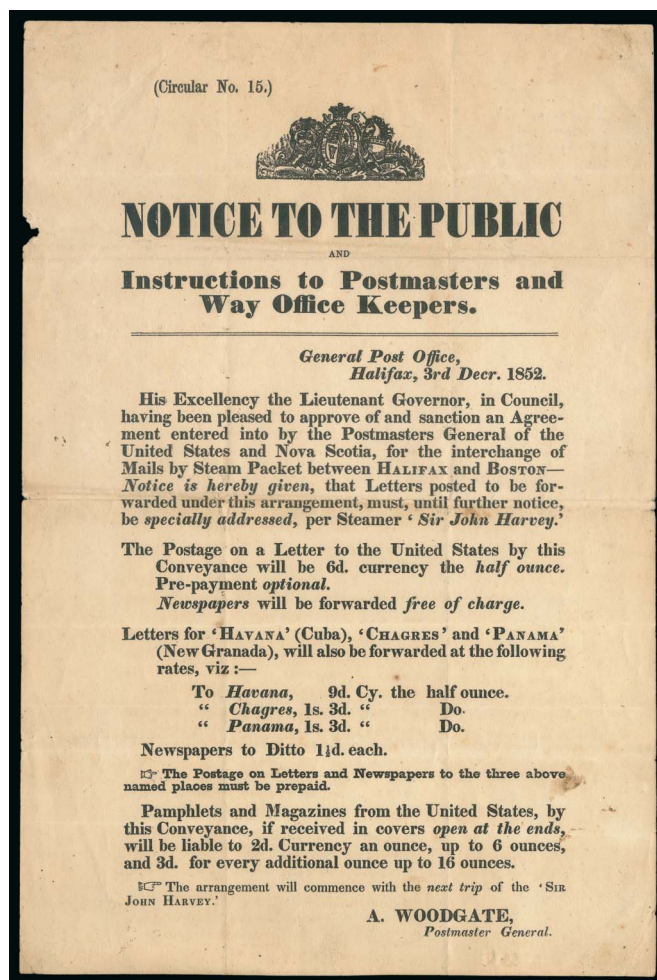 (Circular No. 15.)
NOTICE TO THE PUBLIC
AND
Instructions to Postmasters and
Way Office Keepers.
General Post Office,
Halifax, 3rd Decr. 1852.
His Excellency the Lieutenant Governor, in Council,
having been pleased to approve of and sanction an Agree-
ment entered into by the Postmasters General of the
United States and Nova Scotia, for the interchange of
Mails by Steam Packet between HALIFAX and BOSTON—
Notice is hereby given, that Letters posted to be for-
warded under this arrangement, must, until further notice,
be specially addressed, per Steamer ‘ Sir John Harvey.’
The Postage on a Letter to the United States by this
Conveyance will be 6d. currency the half ounce.
Pre-payment optional.
Newspapers will be forwarded free of charge.
Letters for ‘HAVANA’ (Cuba), ‘CHAGRES’ and ‘PANAMA’
(New Granada), will also be forwarded at the following
rates, viz :—
To Havana, 9d. Cy. the half ounce.
“ Chagres, 1s. 3d. “ Do.
“ Panama, 1s. 3d. “ Do.
Newspapers to Ditto 1½d. each.
☞ The Postage on Letters and Newspapers to the three above
named places must be prepaid.
Pamphlets and Magazines from the United States, by
this Conveyance, if received in covers open at the ends,
will be liable to 2d. Currency an ounce, up to 6 ounces,
and 3d. for every additional ounce up to 16 ounces.
☞ The arrangement will commence with the next trip of the ‘SIR
JOHN HARVEY.’
A. WOODGATE,
Postmaster General.